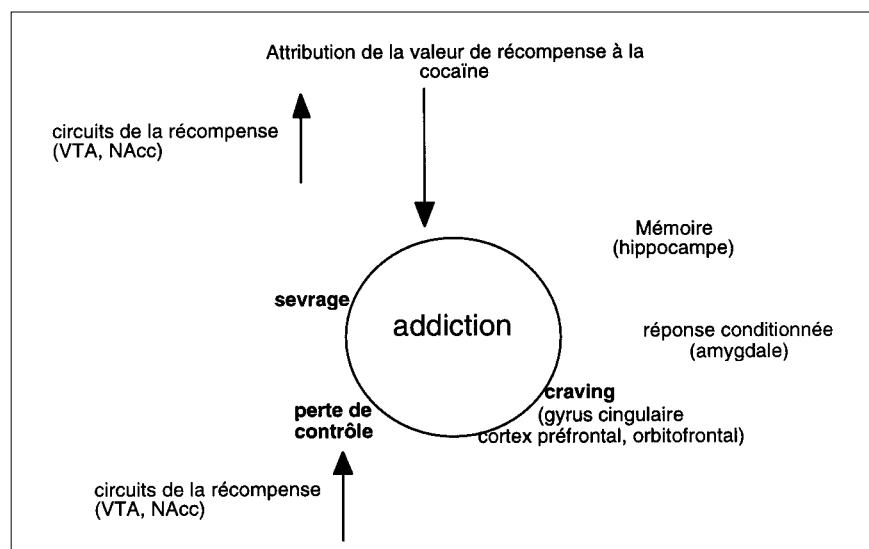 Attribution de la valeur de récompense à la
cocaïne
circuits de la récompense
(VTA, NAcc)
Mémoire
(hippocampe)
sevrage
addiction
réponse conditionnée
(amygdale)
craving
(gyrus cingulaire
cortex préfrontal, orbitofrontal)
perte de
contrôle
circuits de la récompense
(VTA, NAcc)